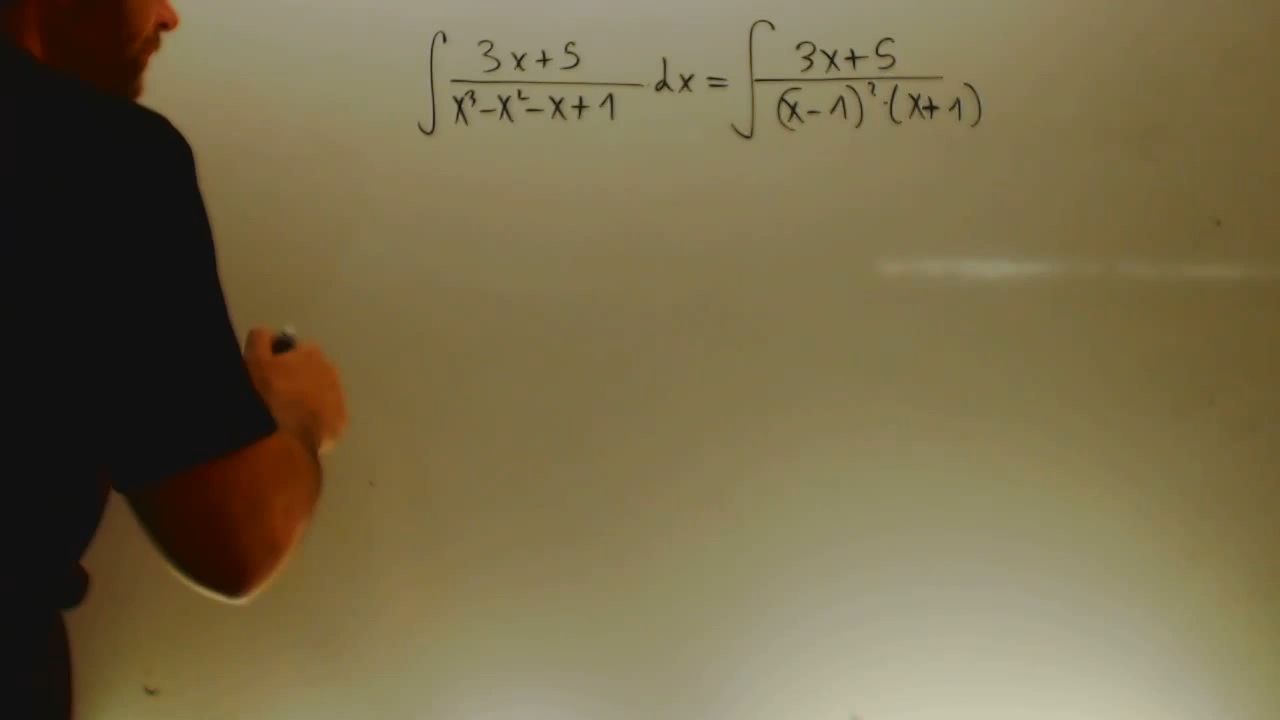 ∫ (3x+5)/(x³-x²-x+1) dx = ∫ (3x+5)/((x-1)²·(x+1))